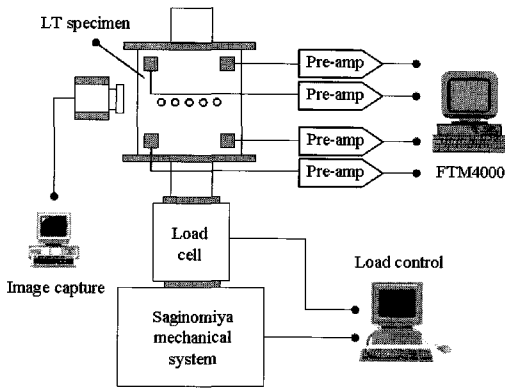 LT specimen
Pre-amp
Pre-amp
Pre-amp
Pre-amp
FTM4000
Load
cell
Load control
Image capture
Saginomiya
mechanical
system